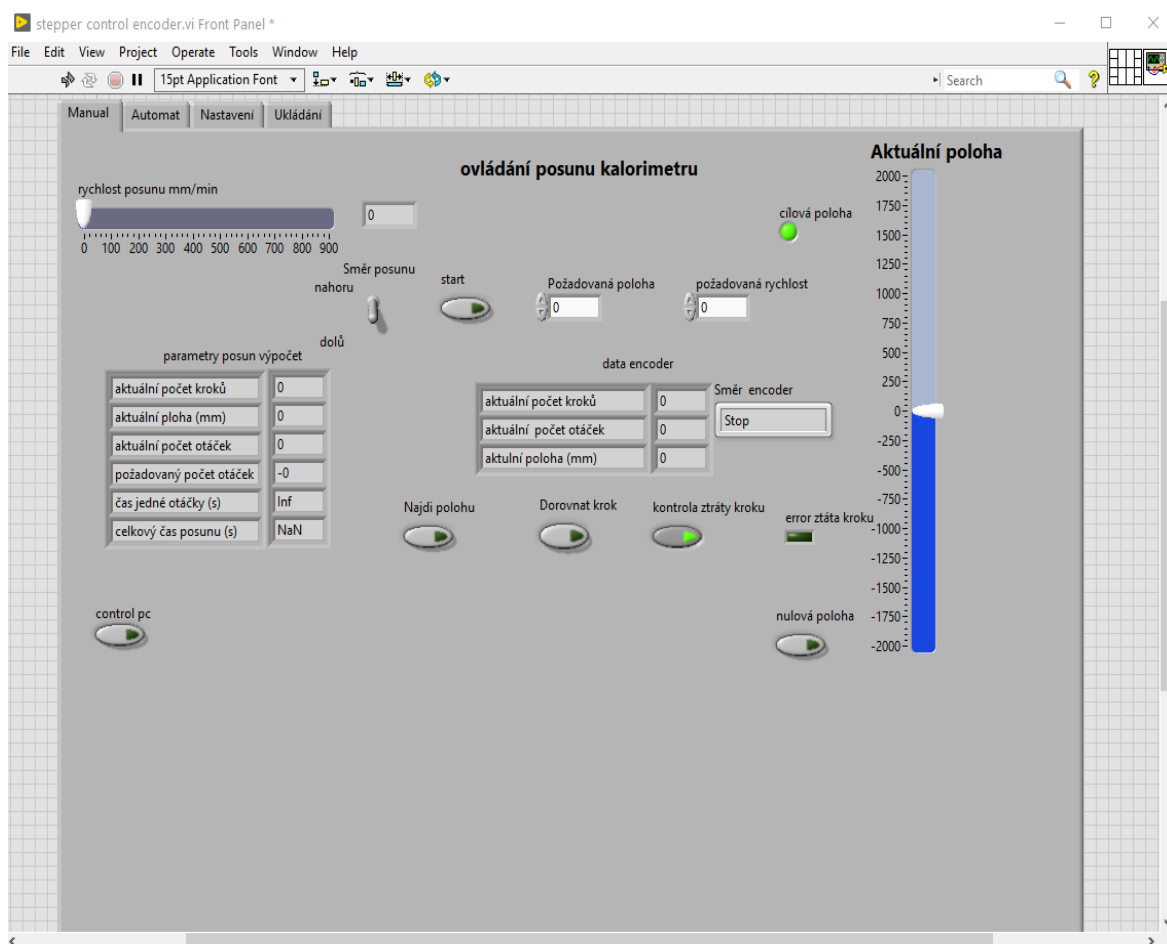 stepper control encoder.vi Front Panel *
File Edit View Project Operate Tools Window Help
15pt Application Font
Search
Manual Automat Nastavení Ukládání
ovládání posunu kalorimetru
Aktuální poloha
rychlost posunu mm/min
0
0 100 200 300 400 500 600 700 800 900
cílová poloha
2000
1750
1500
1250
1000
750
500
250
0
-250
-500
-750
-1000
-1250
-1500
-1750
-2000
Směr posunu
nahoru
dolů
start
Požadovaná poloha
0
požadovaná rychlost
0
parametry posun výpočet
aktuální počet kroků 0
aktuální ploha (mm) 0
aktuální počet otáček 0
požadovaný počet otáček -0
čas jedné otáčky (s) Inf
celkový čas posunu (s) NaN
data encoder
aktuální počet kroků 0
aktuální počet otáček 0
aktulní poloha (mm) 0
Směr encoder
Stop
Najdi polohu
Dorovnat krok
kontrola ztráty kroku
error ztáta kroku
control pc
nulová poloha